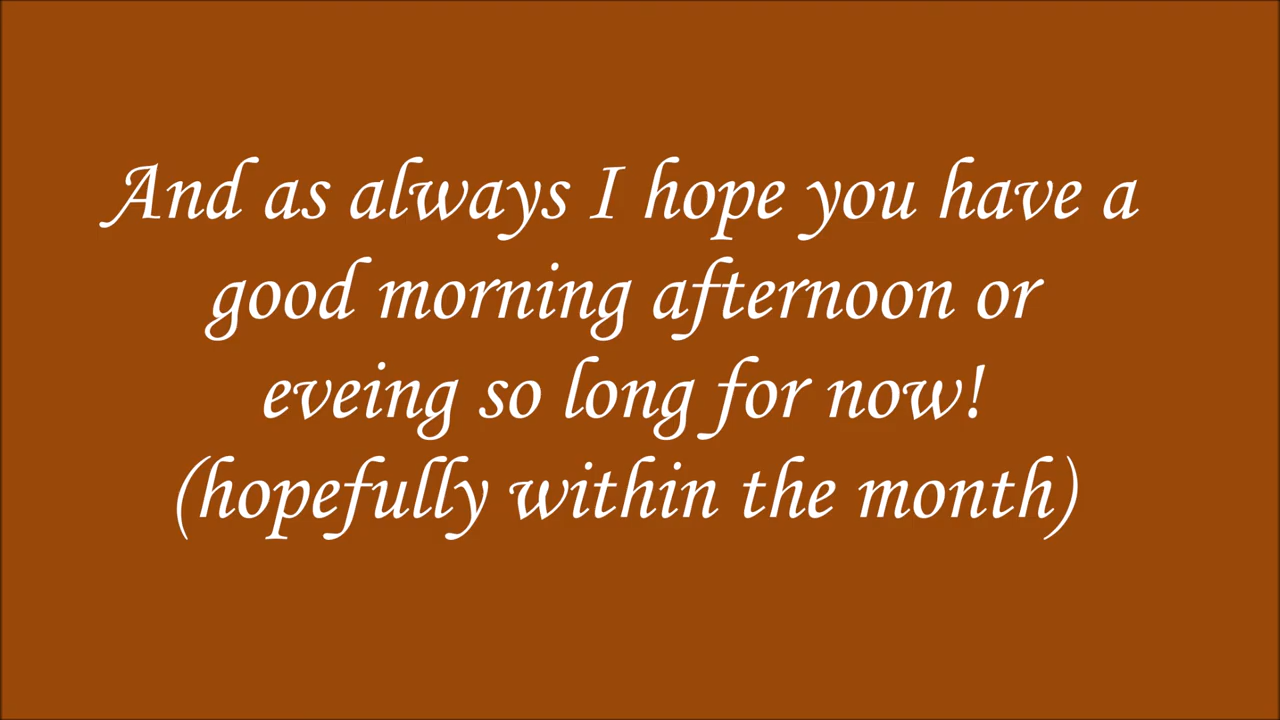 And as always I hope you have a
good morning afternoon or
eveing so long for now!
(hopefully within the month)